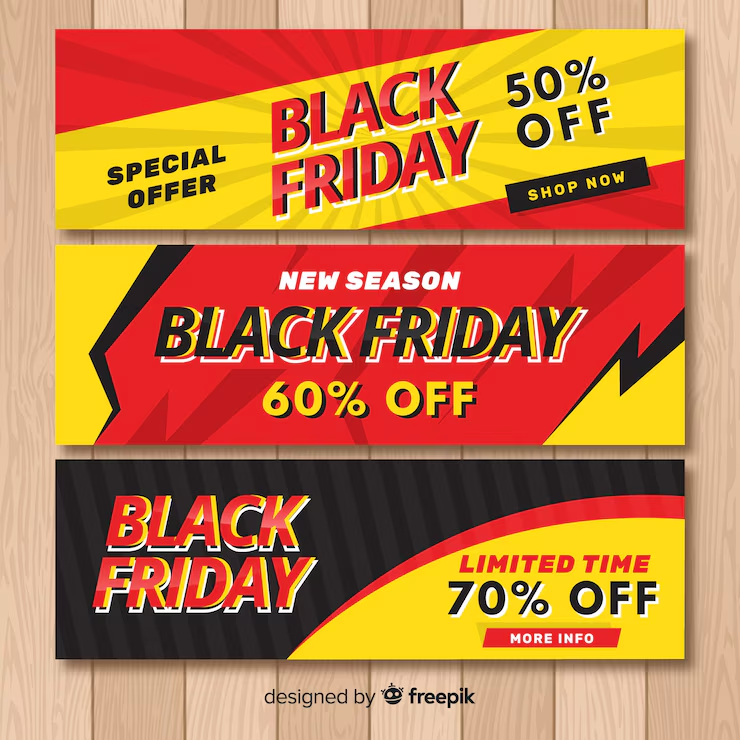 SPECIAL
OFFER
BLACK
FRIDAY
50%
OFF
SHOP NOW
NEW SEASON
BLACK FRIDAY
60% OFF
BLACK
FRIDAY
LIMITED TIME
70% OFF
MORE INFO
designed by freepik